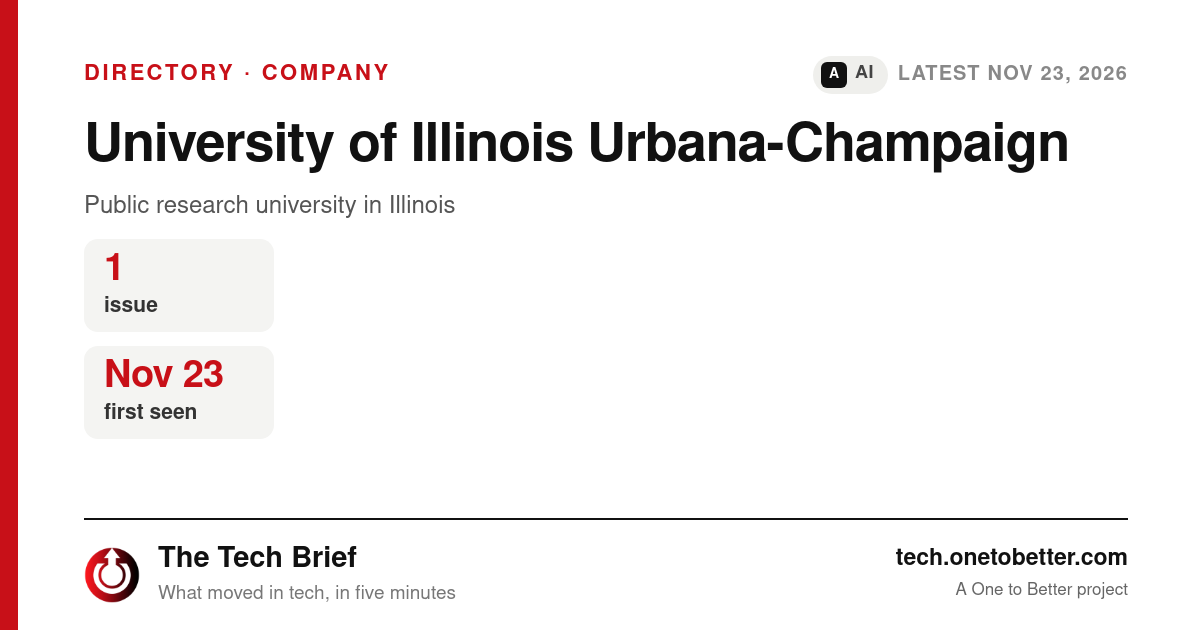 DIRECTORY · COMPANY
A AI LATEST NOV 23, 2026
University of Illinois Urbana-Champaign
Public research university in Illinois
1
issue
Nov 23
first seen
The Tech Brief
What moved in tech, in five minutes
tech.onetobetter.com
A One to Better project